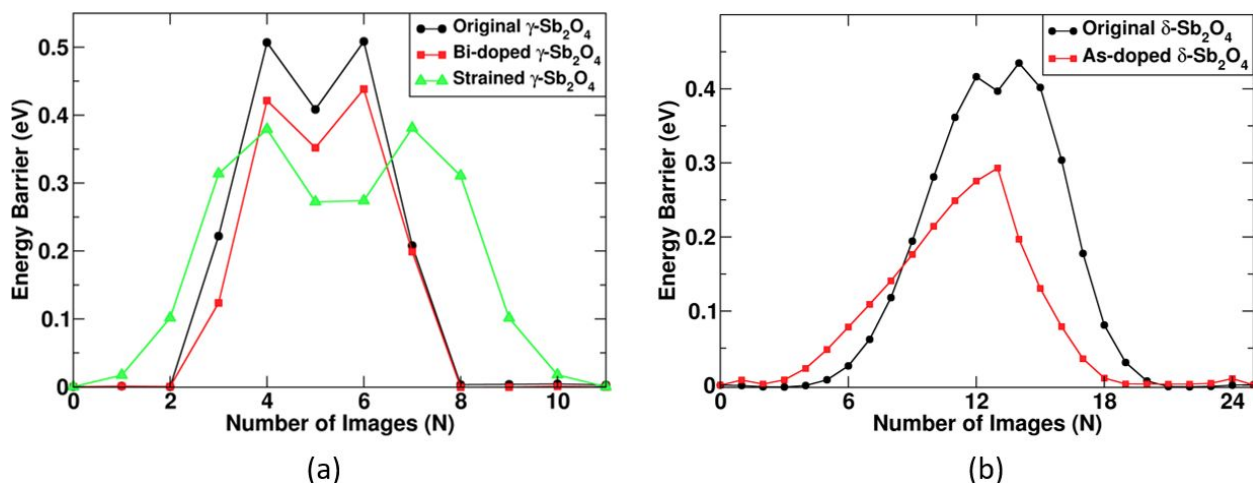 Original γ-Sb₂O₄
Bi-doped γ-Sb₂O₄
Strained γ-Sb₂O₄
0.5
0.4
0.3
0.2
0.1
0
Energy Barrier (eV)
0 2 4 6 8 10
Number of Images (N)
(a)
Original δ-Sb₂O₄
As-doped δ-Sb₂O₄
0.4
0.3
0.2
0.1
0
Energy Barrier (eV)
0 6 12 18 24
Number of Images (N)
(b)